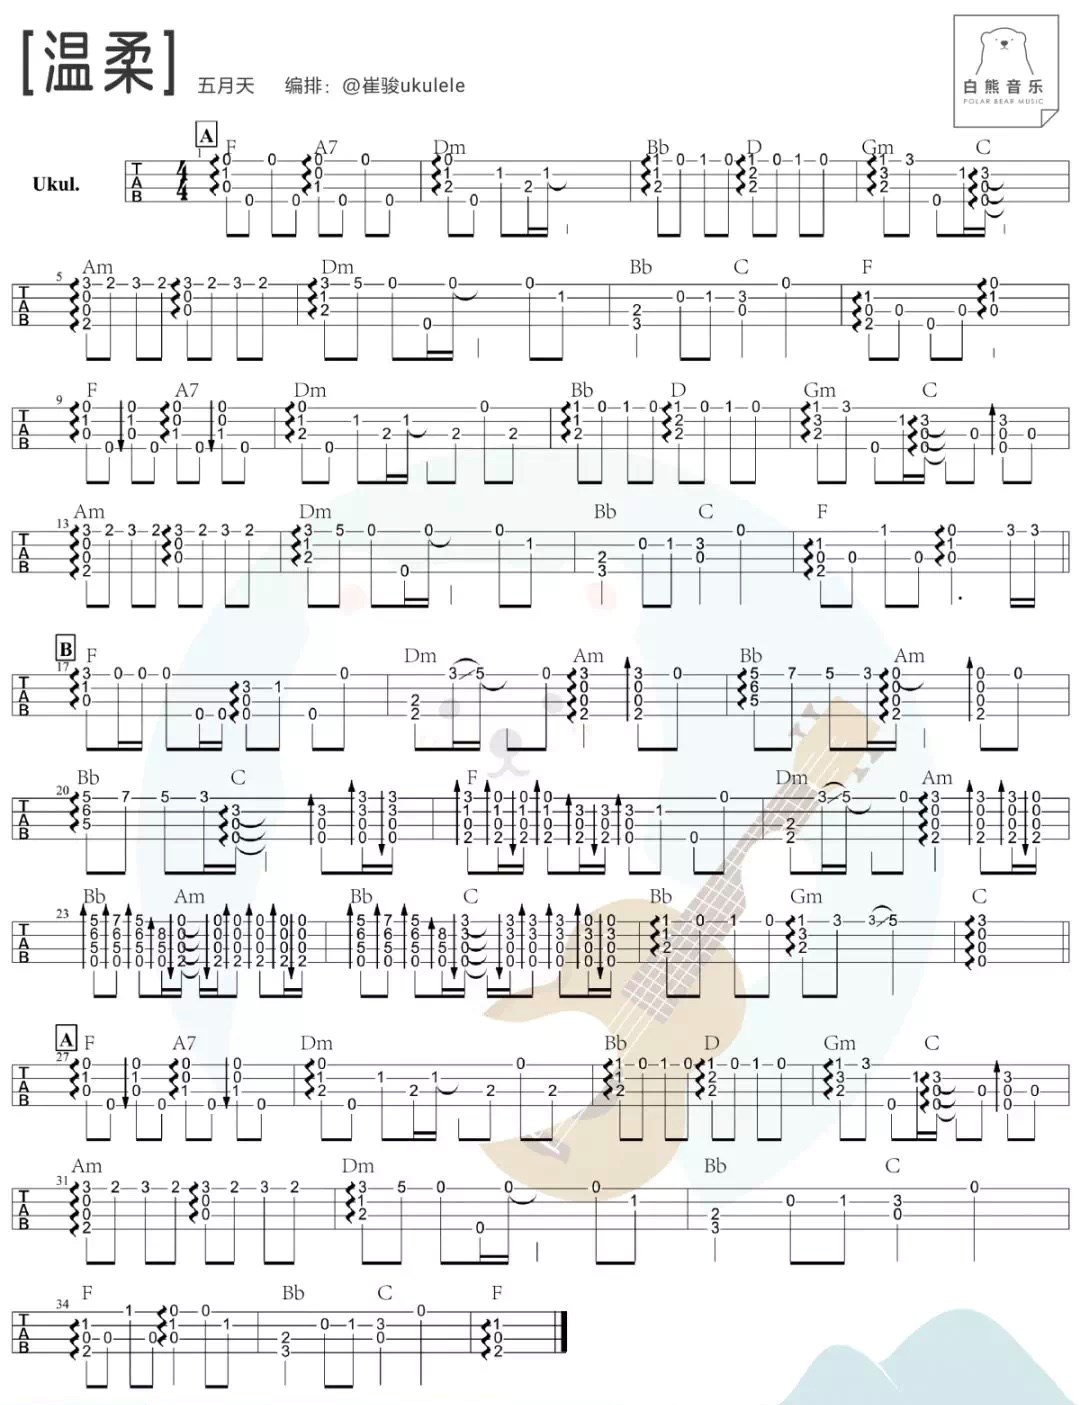 [温柔]
五月天 编排：@崔骏ukulele
白熊音乐
POLAR BEAR MUSIC
A
F A7 Dm Bb D Gm C
Ukul.
TAB
4/4
5
Am Dm Bb C F
9
F A7 Dm Bb D Gm C
13
Am Dm Bb C F
B
17
F Dm Am Bb Am
20
Bb C F Dm Am
23
Bb Am Bb C Bb Gm C
A
27
F A7 Dm Bb D Gm C
31
Am Dm Bb C
34
F Bb C F